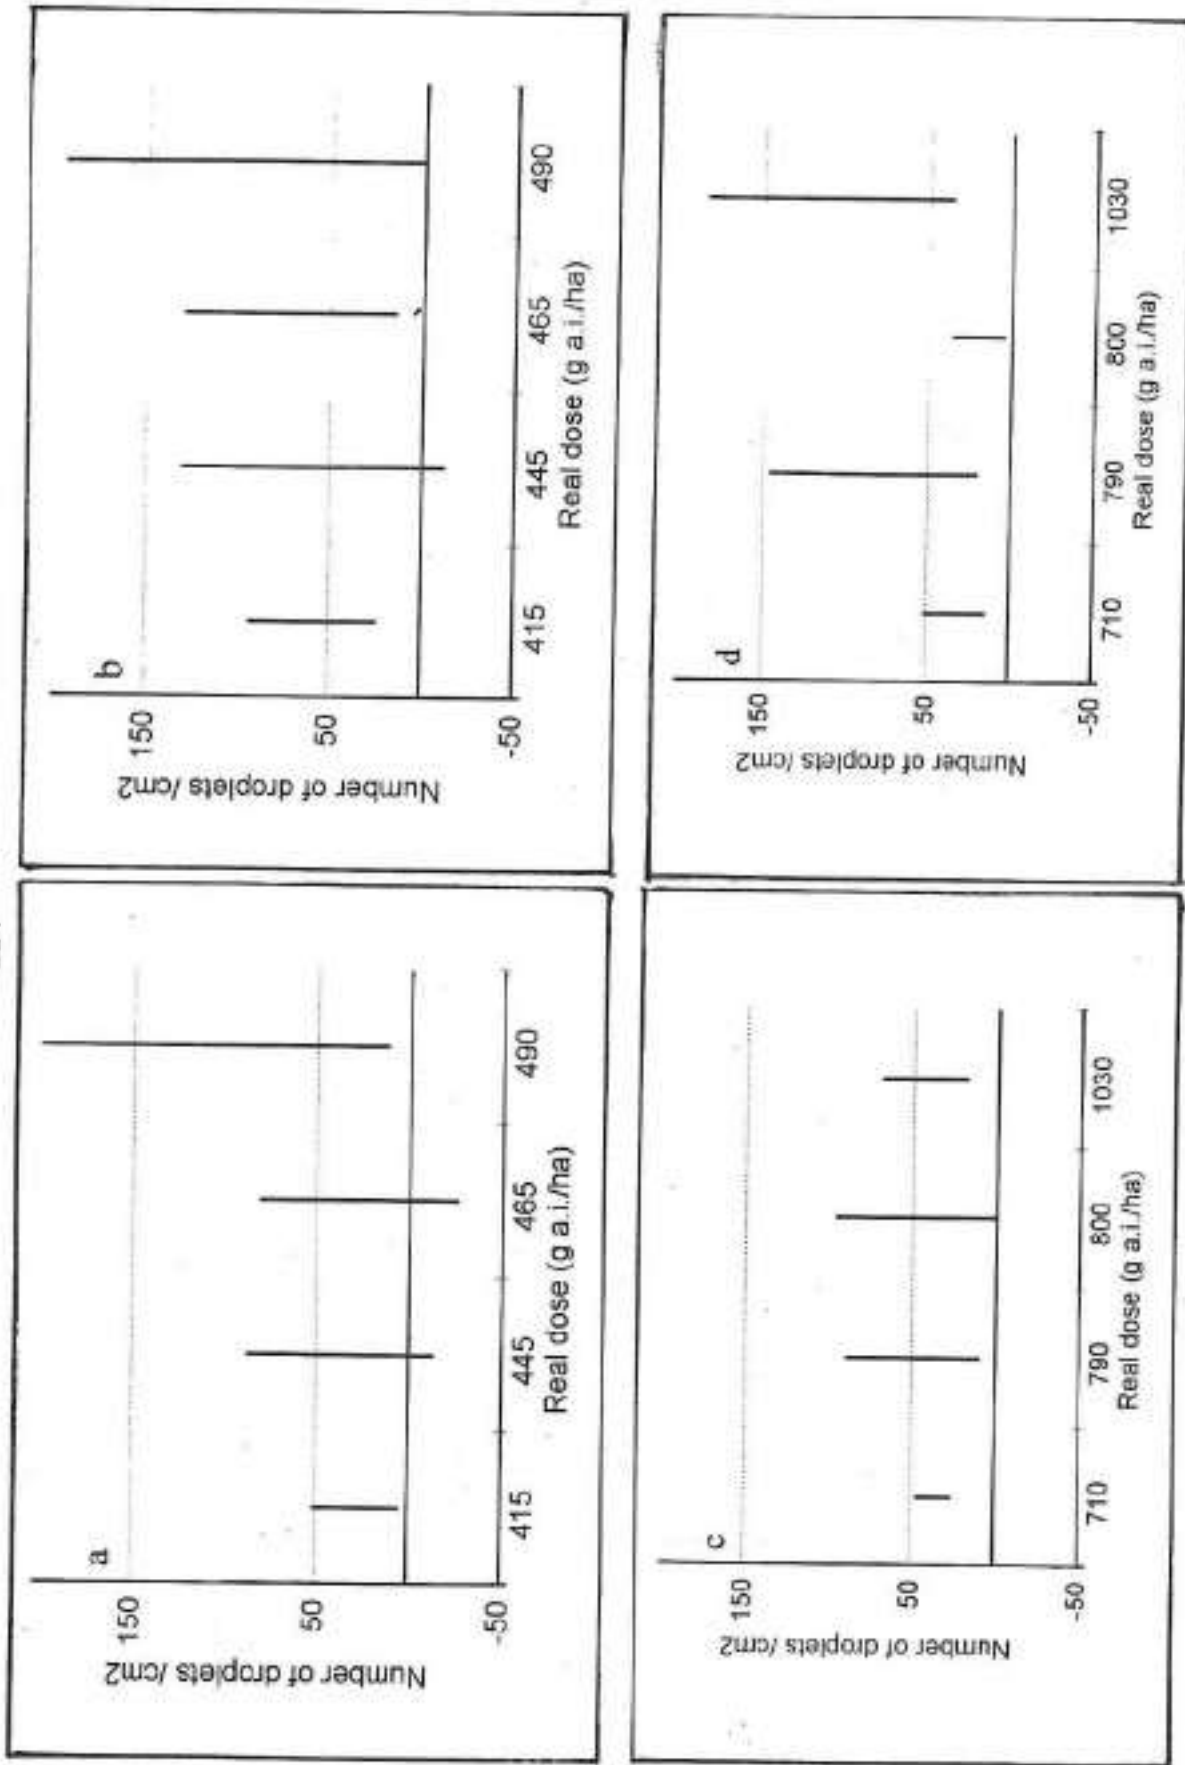 a
150
50
-50
Number of droplets /cm2
415 445 465 490
Real dose (g a.i./ha)
b
150
50
-50
Number of droplets /cm2
415 445 465 490
Real dose (g a.i./ha)
c
150
50
-50
Number of droplets /cm2
710 790 800 1030
Real dose (g a.i./ha)
d
150
50
-50
Number of droplets /cm2
710 790 800 1030
Real dose (g a.i./ha)